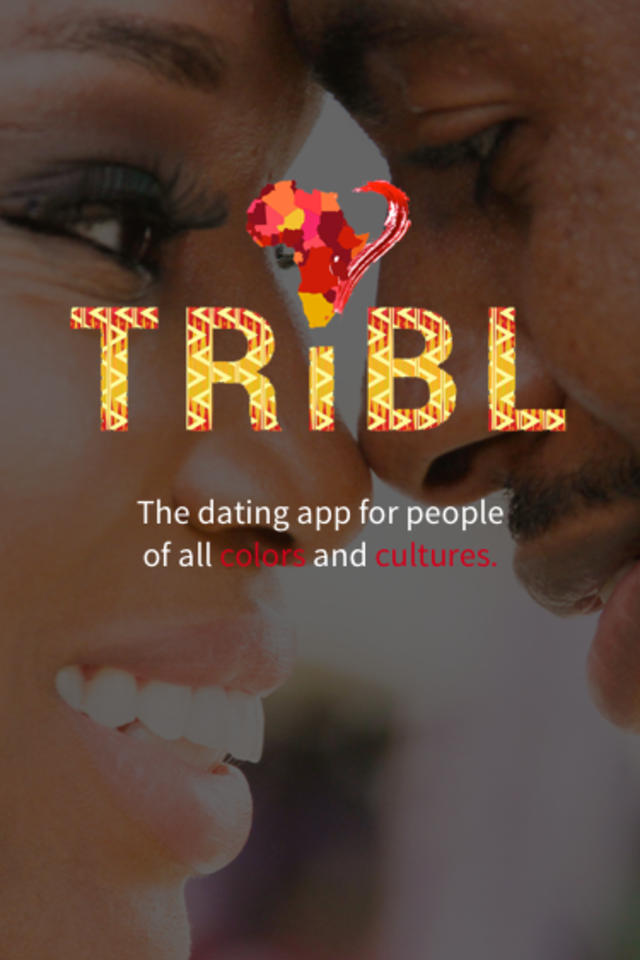 TRiBL
The dating app for people
of all colors and cultures.